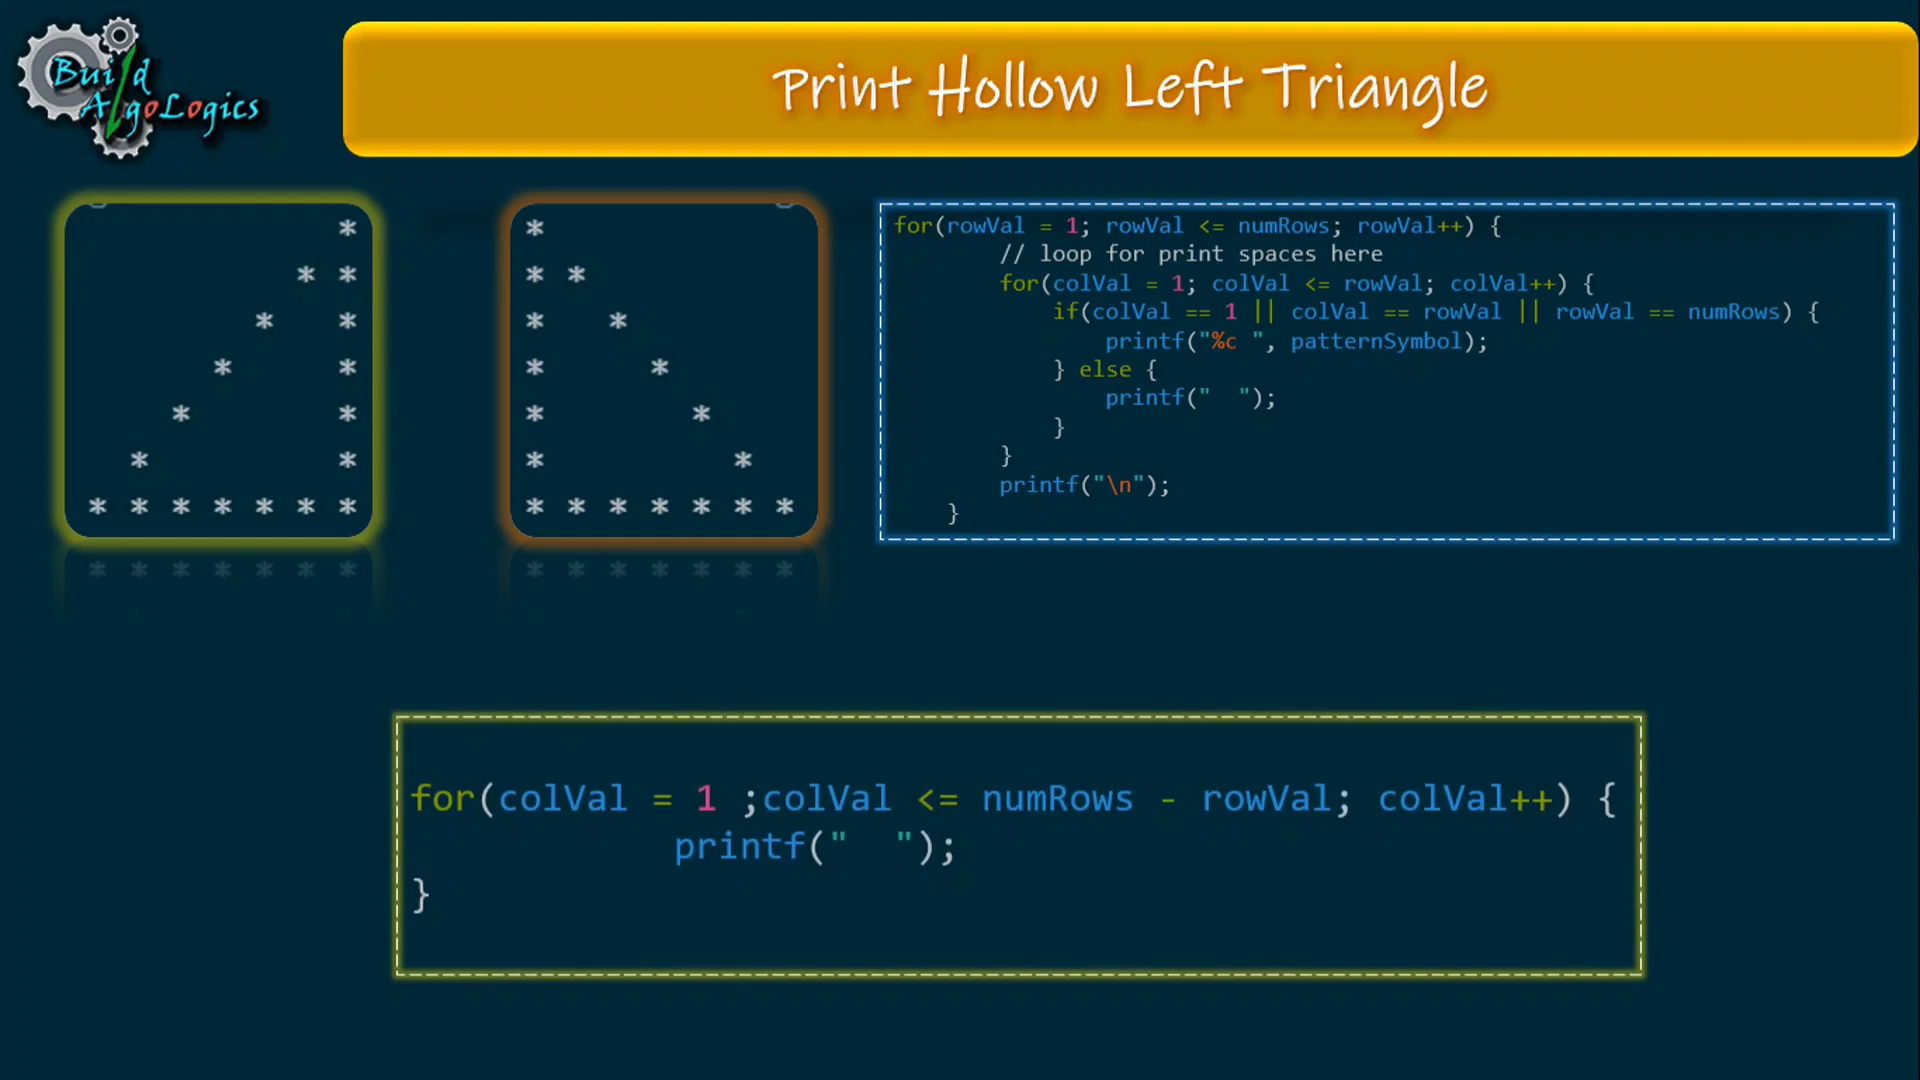 Build
AlgoLogics
Print Hollow Left Triangle
*
* *
* *
* *
* *
* *
* * * * * * *
*
* *
* *
* *
* *
* *
* * * * * * *
for(rowVal = 1; rowVal <= numRows; rowVal++) {
// loop for print spaces here
for(colVal = 1; colVal <= rowVal; colVal++) {
if(colVal == 1 || colVal == rowVal || rowVal == numRows) {
printf("%c ", patternSymbol);
} else {
printf("  ");
}
}
printf("\n");
}
for(colVal = 1 ;colVal <= numRows - rowVal; colVal++) {
printf("  ");
}